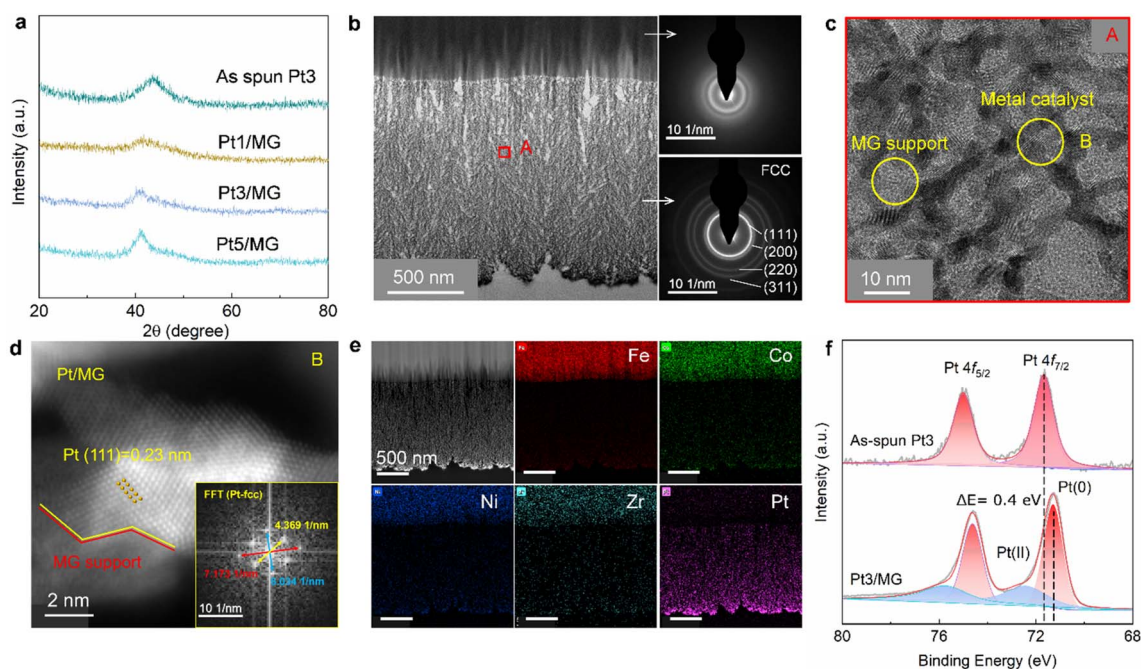 a
Intensity (a.u.)
As spun Pt3
Pt1/MG
Pt3/MG
Pt5/MG
20
40
60
80
2θ (degree)
b
A
500 nm
10 1/nm
FCC
(111)
(200)
(220)
(311)
10 1/nm
c
A
Metal catalyst
MG support
B
10 nm
d
B
Pt/MG
Pt (111)=0.23 nm
FFT (Pt-fcc)
4.369 1/nm
MG support
2 nm
10 1/nm
e
Fe
Co
500 nm
Ni
Zr
Pt
f
Intensity (a.u.)
Pt 4f5/2
Pt 4f7/2
As-spun Pt3
Pt(0)
ΔE= 0.4 eV
Pt(II)
Pt3/MG
80
76
72
68
Binding Energy (eV)